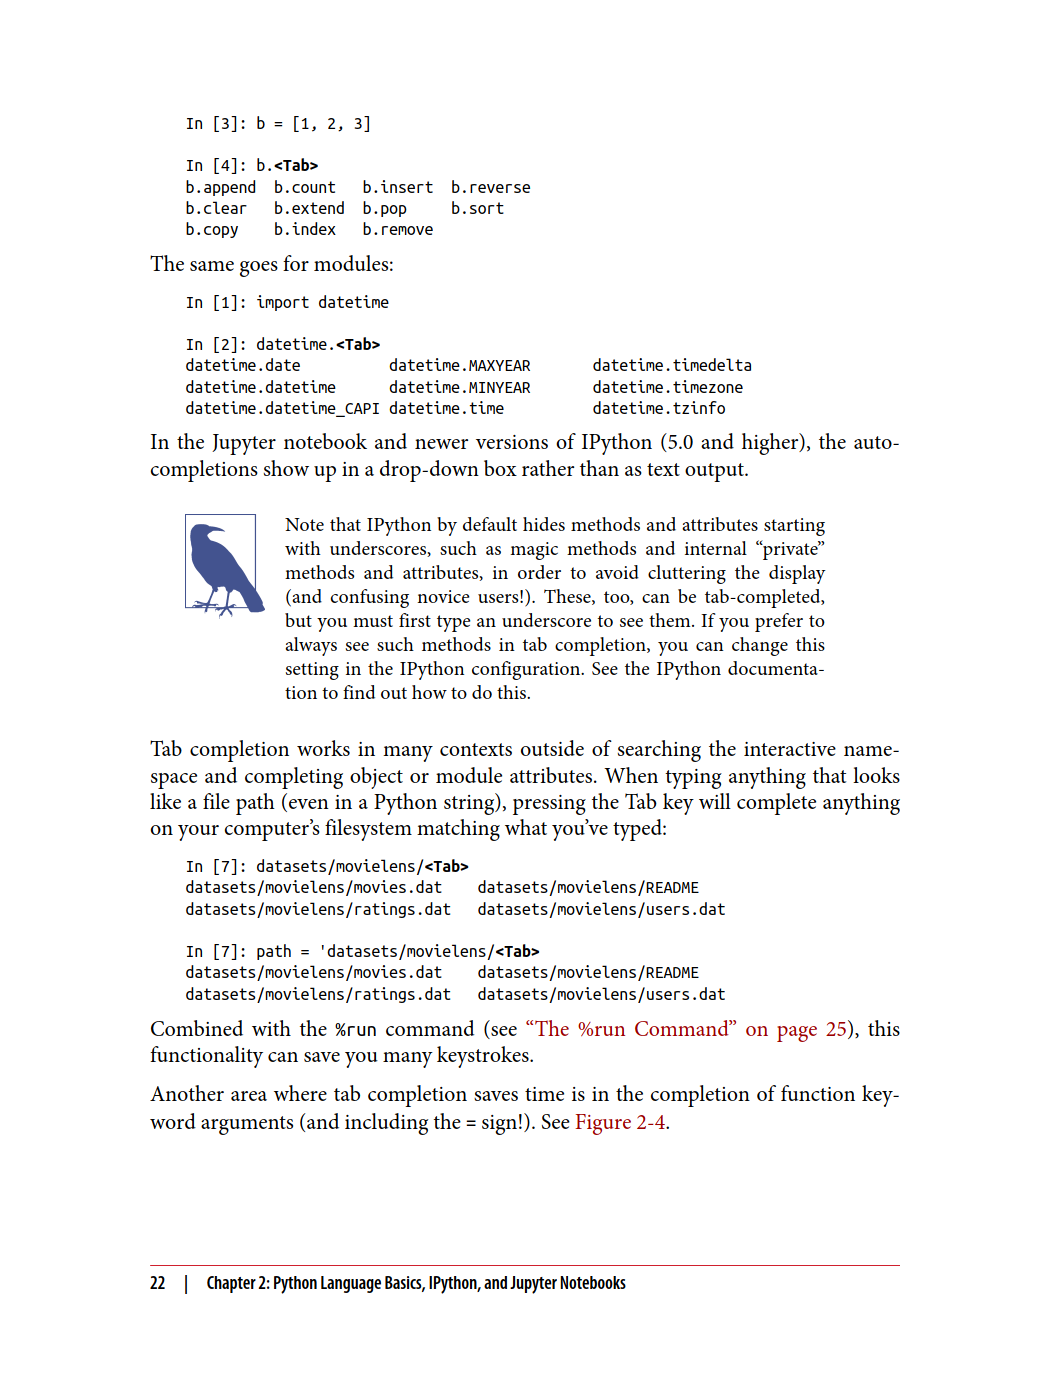 In [3]: b = [1, 2, 3]
In [4]: b.<Tab>
b.append  b.count   b.insert  b.reverse
b.clear   b.extend  b.pop     b.sort
b.copy    b.index   b.remove
The same goes for modules:
In [1]: import datetime
In [2]: datetime.<Tab>
datetime.date          datetime.MAXYEAR       datetime.timedelta
datetime.datetime      datetime.MINYEAR       datetime.timezone
datetime.datetime_CAPI datetime.time          datetime.tzinfo
In the Jupyter notebook and newer versions of IPython (5.0 and higher), the auto-
completions show up in a drop-down box rather than as text output.
Note that IPython by default hides methods and attributes starting
with underscores, such as magic methods and internal “private”
methods and attributes, in order to avoid cluttering the display
(and confusing novice users!). These, too, can be tab-completed,
but you must first type an underscore to see them. If you prefer to
always see such methods in tab completion, you can change this
setting in the IPython configuration. See the IPython documenta-
tion to find out how to do this.
Tab completion works in many contexts outside of searching the interactive name-
space and completing object or module attributes. When typing anything that looks
like a file path (even in a Python string), pressing the Tab key will complete anything
on your computer’s filesystem matching what you’ve typed:
In [7]: datasets/movielens/<Tab>
datasets/movielens/movies.dat    datasets/movielens/README
datasets/movielens/ratings.dat   datasets/movielens/users.dat
In [7]: path = 'datasets/movielens/<Tab>
datasets/movielens/movies.dat    datasets/movielens/README
datasets/movielens/ratings.dat   datasets/movielens/users.dat
Combined with the %run command (see “The %run Command” on page 25), this
functionality can save you many keystrokes.
Another area where tab completion saves time is in the completion of function key-
word arguments (and including the = sign!). See Figure 2-4.
22 | Chapter 2: Python Language Basics, IPython, and Jupyter Notebooks